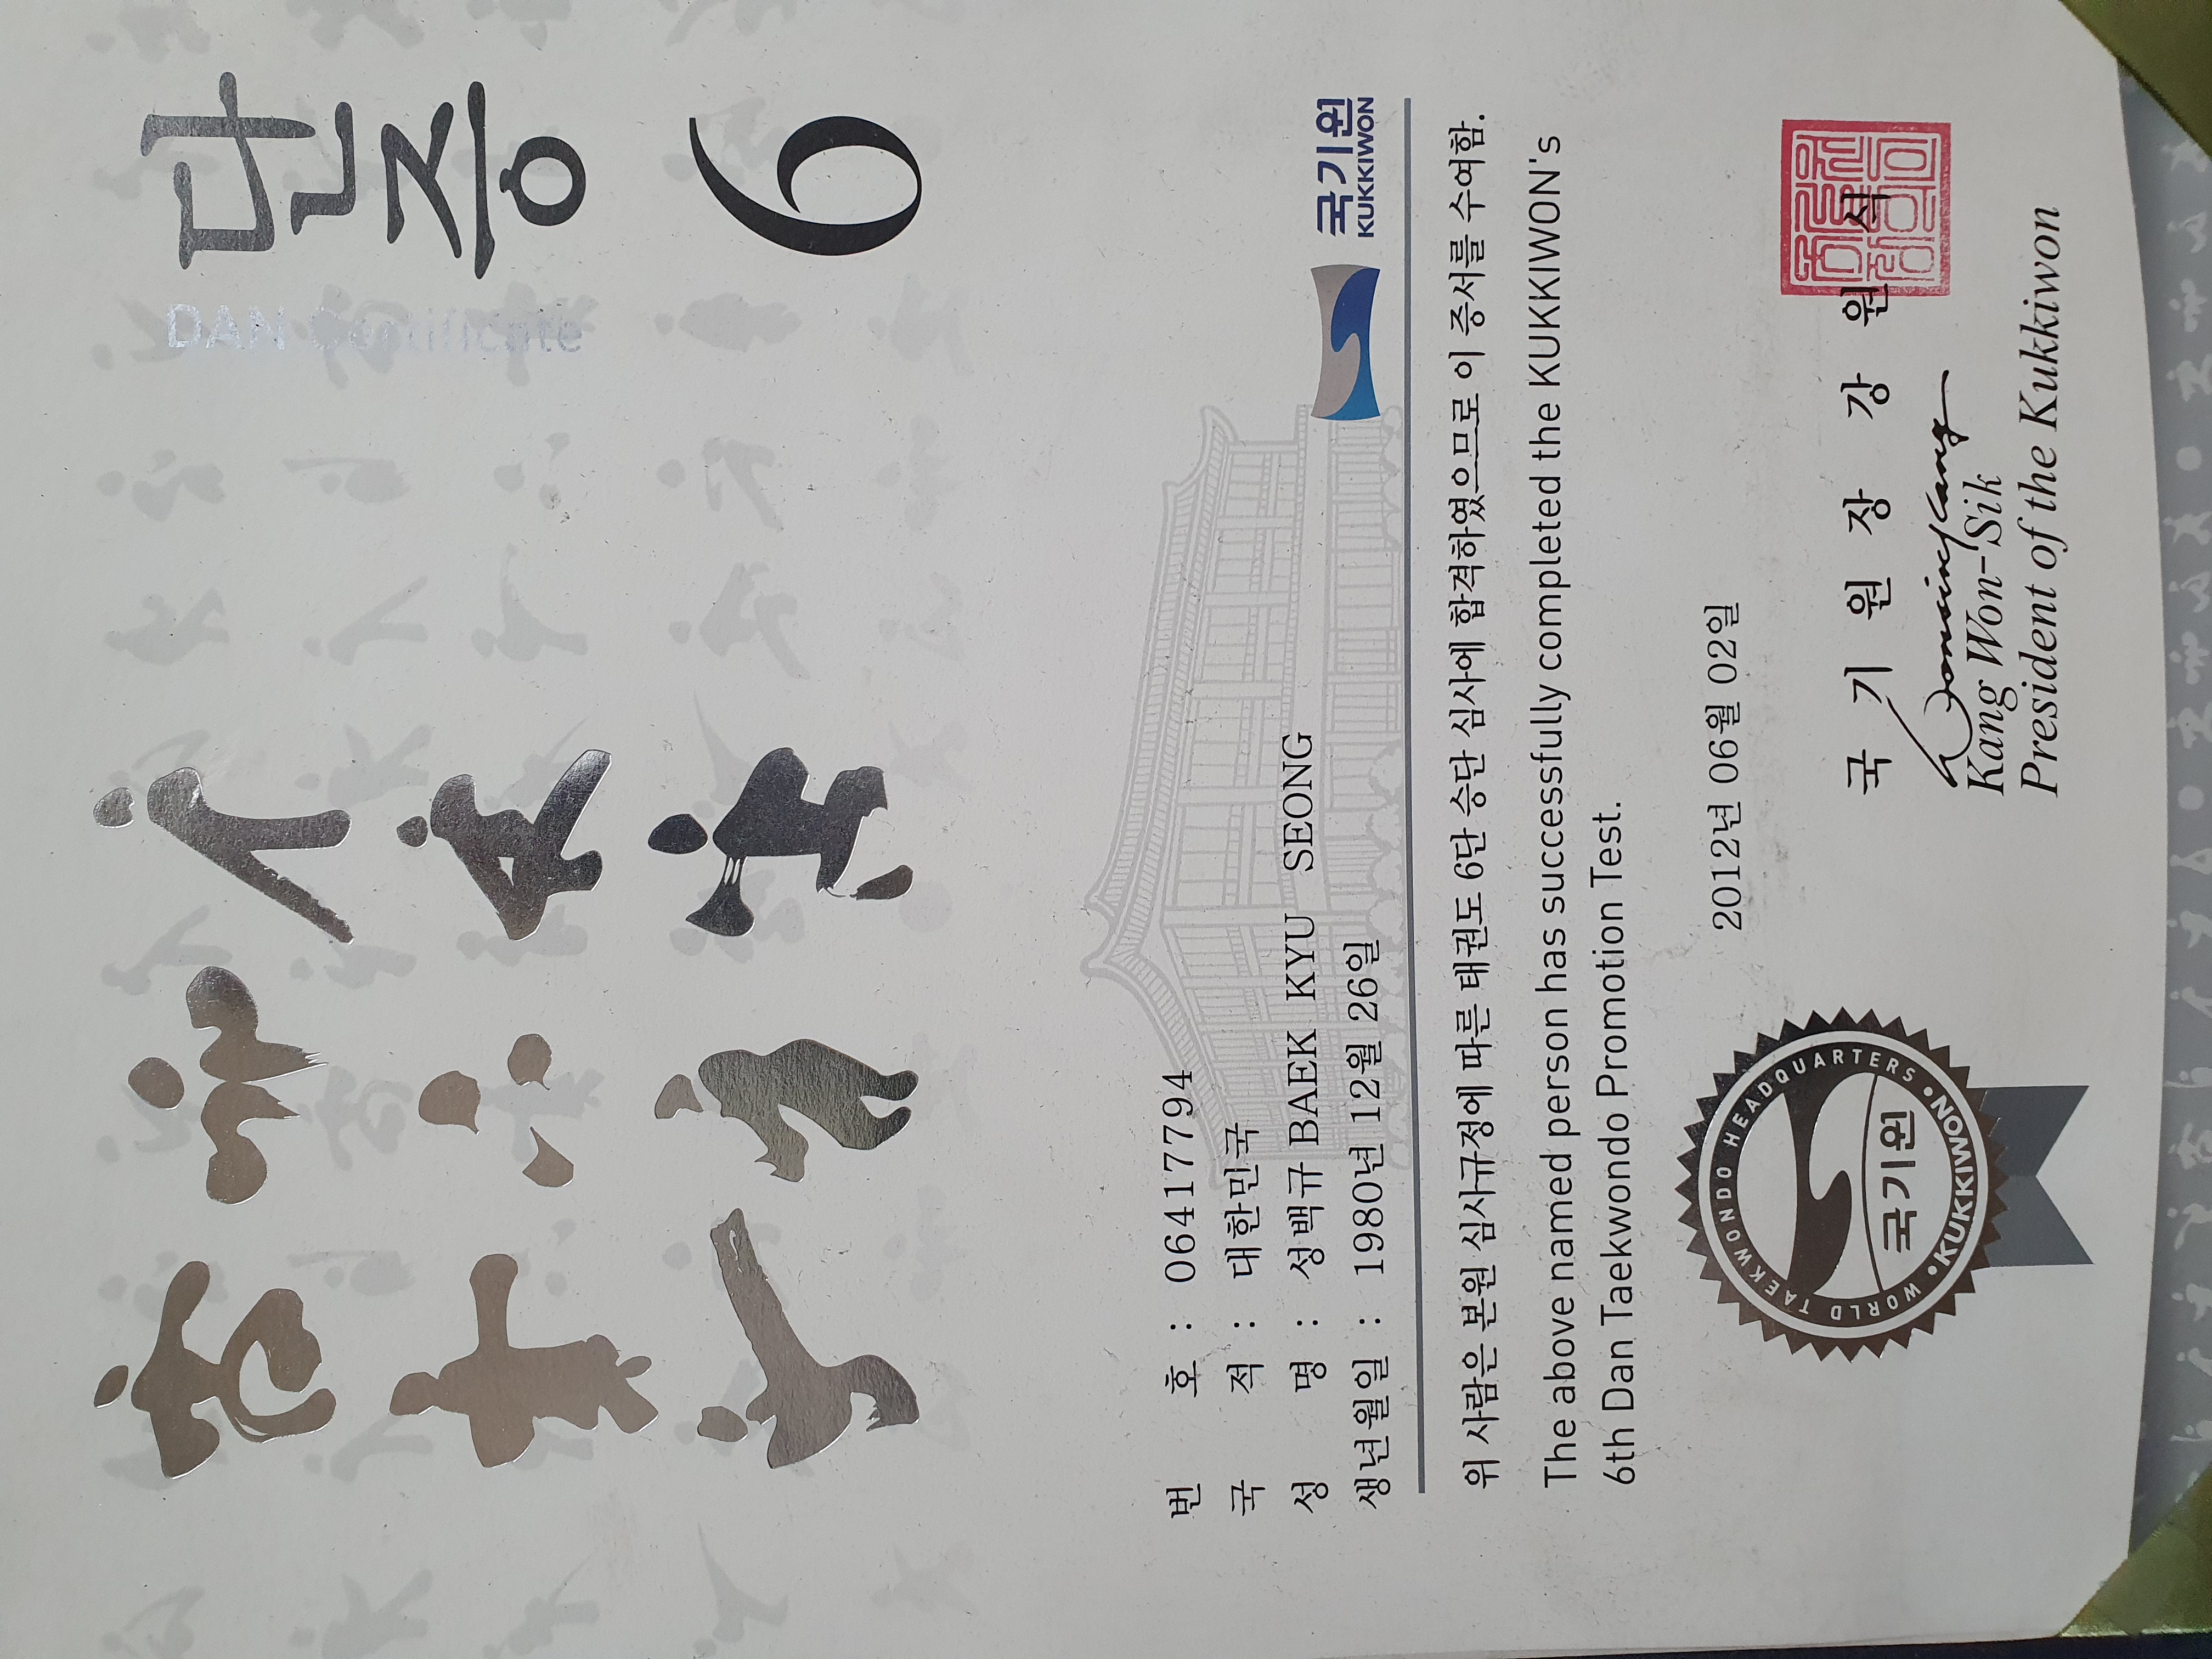 단증
DAN Certificate
6
번 호 : 06417794
국 적 : 대한민국
성 명 : 성백규 BAEK KYU SEONG
생년월일 : 1980년 12월 26일
국기원
KUKKIWON
위 사람은 본원 심사규정에 따른 태권도 6단 승단 심사에 합격하였으므로 이 증서를 수여함.
The above named person has successfully completed the KUKKIWON's
6th Dan Taekwondo Promotion Test.
2012년 06월 02일
국 기 원 장 강 원 식
Kang Won-Sik
President of the Kukkiwon
WORLD TAEKWONDO HEADQUARTERS
국기원
• KUKKIWON •